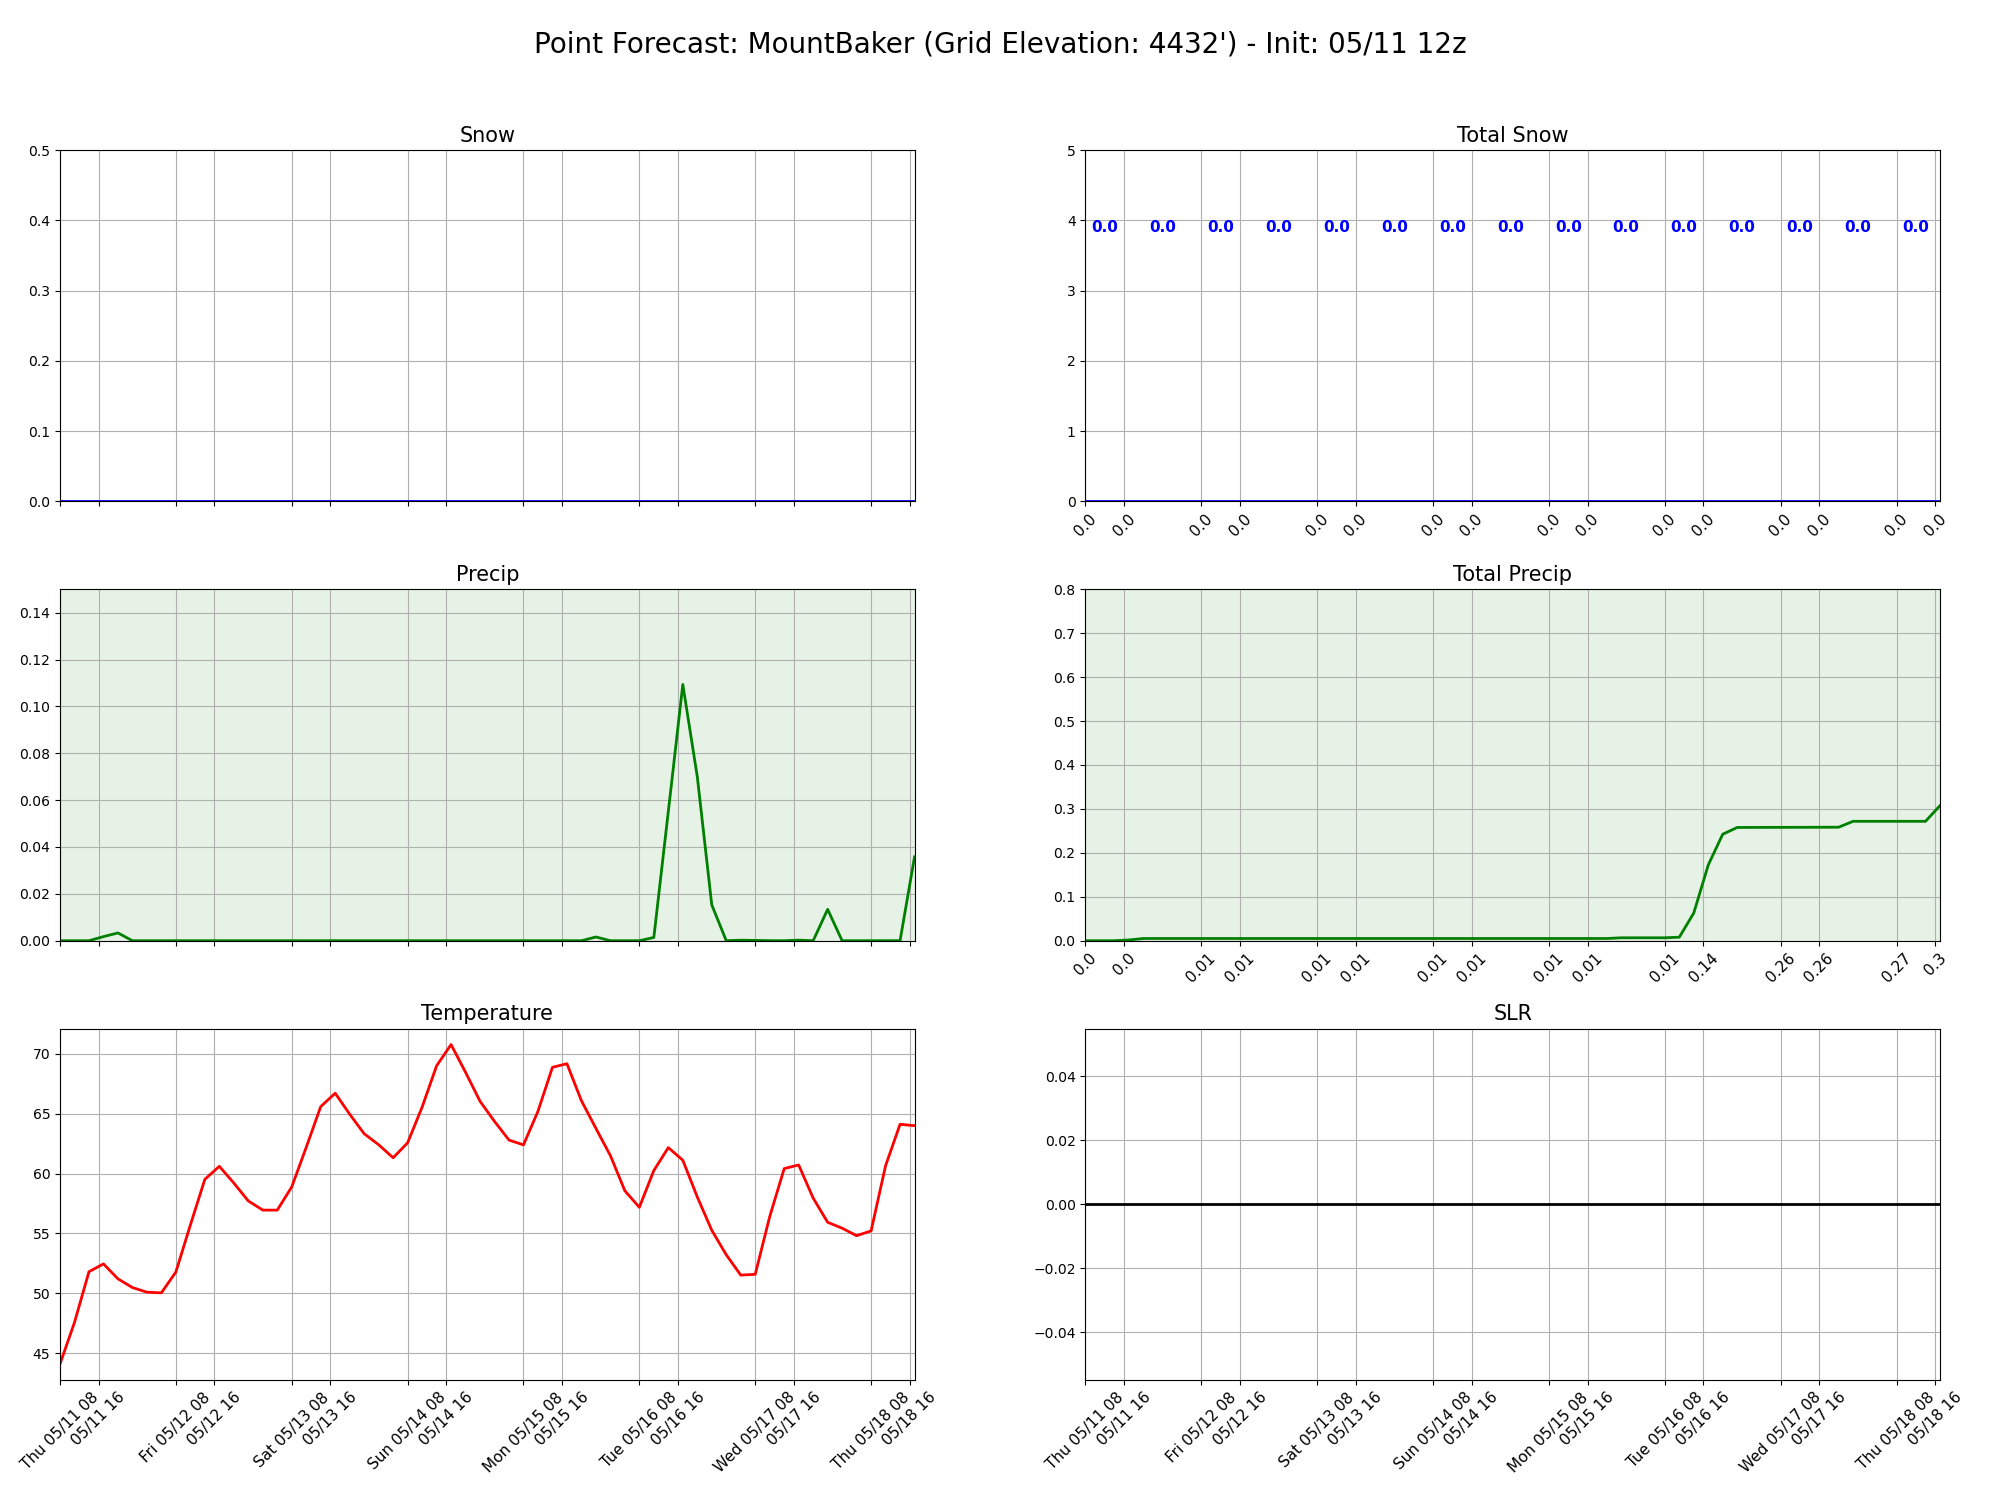 Point Forecast: MountBaker (Grid Elevation: 4432') - Init: 05/11 12z
Snow
0.5
0.4
0.3
0.2
0.1
0.0
Total Snow
5
4
3
2
1
0
0.0 0.0 0.0 0.0 0.0 0.0 0.0 0.0 0.0 0.0 0.0 0.0 0.0 0.0 0.0
0.0 0.0 0.0 0.0 0.0 0.0 0.0 0.0 0.0 0.0 0.0 0.0 0.0 0.0 0.0 0.0
Precip
0.14
0.12
0.10
0.08
0.06
0.04
0.02
0.00
Total Precip
0.8
0.7
0.6
0.5
0.4
0.3
0.2
0.1
0.0
0.0 0.0 0.01 0.01 0.01 0.01 0.01 0.01 0.01 0.01 0.01 0.14 0.26 0.26 0.27 0.3
Temperature
70
65
60
55
50
45
Thu 05/11 08
05/11 16
Fri 05/12 08
05/12 16
Sat 05/13 08
05/13 16
Sun 05/14 08
05/14 16
Mon 05/15 08
05/15 16
Tue 05/16 08
05/16 16
Wed 05/17 08
05/17 16
Thu 05/18 08
05/18 16
SLR
0.04
0.02
0.00
−0.02
−0.04
Thu 05/11 08
05/11 16
Fri 05/12 08
05/12 16
Sat 05/13 08
05/13 16
Sun 05/14 08
05/14 16
Mon 05/15 08
05/15 16
Tue 05/16 08
05/16 16
Wed 05/17 08
05/17 16
Thu 05/18 08
05/18 16